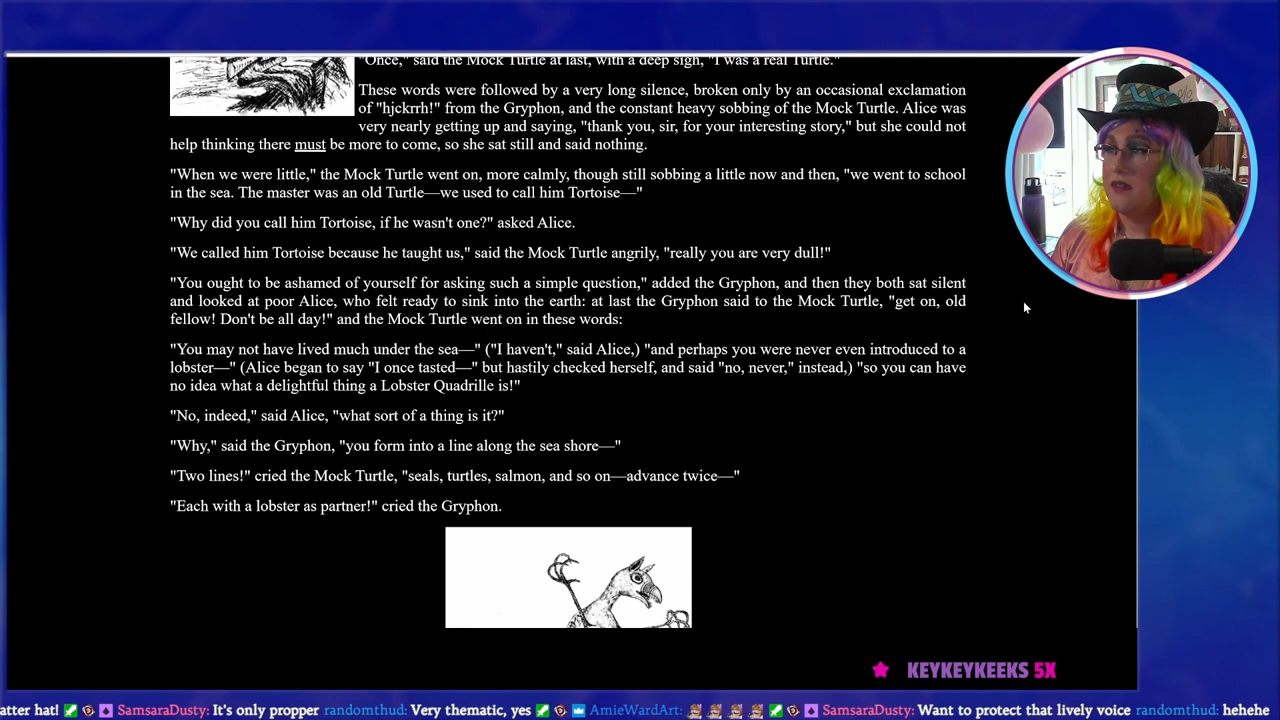 "Once," said the Mock Turtle at last, with a deep sigh, "I was a real Turtle."
These words were followed by a very long silence, broken only by an occasional exclamation
of "hjckrrh!" from the Gryphon, and the constant heavy sobbing of the Mock Turtle. Alice was
very nearly getting up and saying, "thank you, sir, for your interesting story," but she could not
help thinking there must be more to come, so she sat still and said nothing.
"When we were little," the Mock Turtle went on, more calmly, though still sobbing a little now and then, "we went to school
in the sea. The master was an old Turtle—we used to call him Tortoise—"
"Why did you call him Tortoise, if he wasn't one?" asked Alice.
"We called him Tortoise because he taught us," said the Mock Turtle angrily, "really you are very dull!"
"You ought to be ashamed of yourself for asking such a simple question," added the Gryphon, and then they both sat silent
and looked at poor Alice, who felt ready to sink into the earth: at last the Gryphon said to the Mock Turtle, "get on, old
fellow! Don't be all day!" and the Mock Turtle went on in these words:
"You may not have lived much under the sea—" ("I haven't," said Alice,) "and perhaps you were never even introduced to a
lobster—" (Alice began to say "I once tasted—" but hastily checked herself, and said "no, never," instead,) "so you can have
no idea what a delightful thing a Lobster Quadrille is!"
"No, indeed," said Alice, "what sort of a thing is it?"
"Why," said the Gryphon, "you form into a line along the sea shore—"
"Two lines!" cried the Mock Turtle, "seals, turtles, salmon, and so on—advance twice—"
"Each with a lobster as partner!" cried the Gryphon.
KEYKEYKEEKS 5X
atter hat! SamsaraDusty: It's only propper randomthud: Very thematic, yes AmieWardArt: SamsaraDusty: Want to protect that lively voice randomthud: hehehe